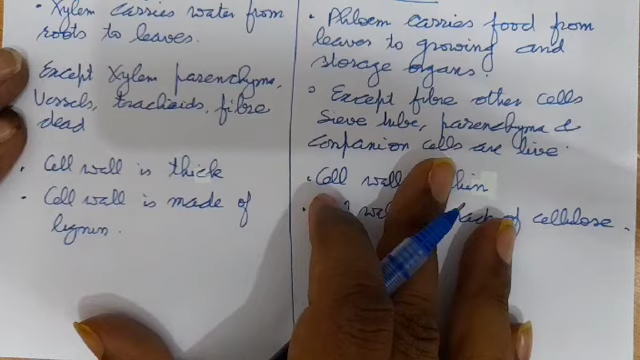 • Xylem carries water from
roots to leaves.
Except Xylem parenchyma,
Vessels, tracheids, fibre
dead
• Cell wall is thick
• Cell wall is made of
lignin.
• Phloem carries food from
leaves to growing and
storage organs.
• Except fibre other cells
Sieve tube, parenchyma &
Companion cells are live.
• Cell wall thin
of cellulose.